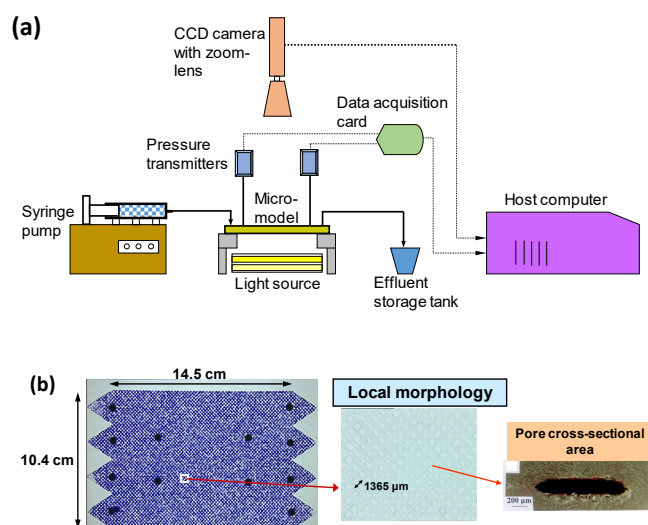 (a)
CCD camera
with zoom-
lens
Data acquisition
card
Pressure
transmitters
Micro-
model
Host computer
Syringe
pump
Light source
Effluent
storage tank
(b)
14.5 cm
Local morphology
Pore cross-sectional
area
10.4 cm
1365 µm
200 µm